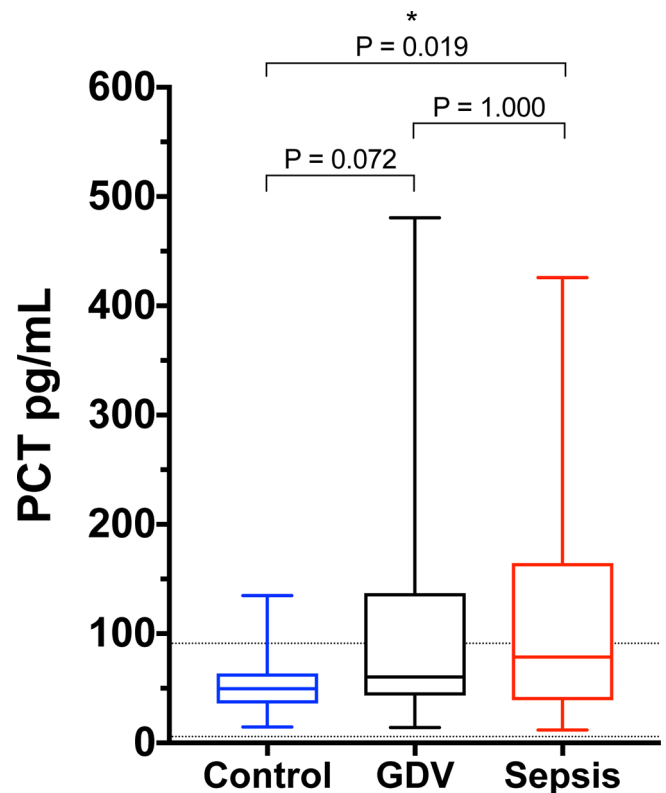 *
P = 0.019
P = 1.000
P = 0.072
PCT pg/mL
600
500
400
300
200
100
0
Control GDV Sepsis